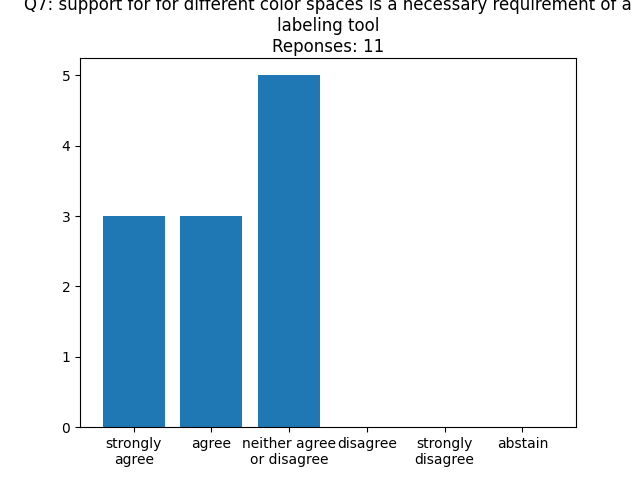 Q7: support for for different color spaces is a necessary requirement of a
labeling tool
Reponses: 11
5
4
3
2
1
0
strongly agree
agree
neither agree or disagree
disagree
strongly disagree
abstain